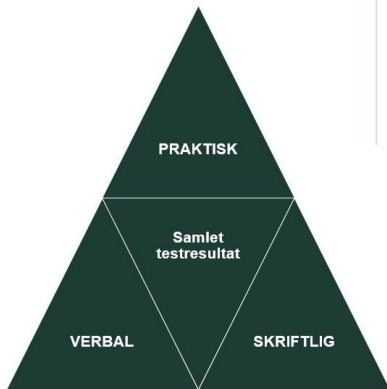 PRAKTISK
Samlet
testresultat
VERBAL
SKRIFTLIG